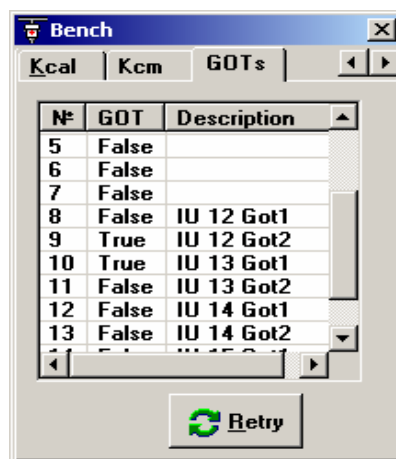 Bench
Kcal Kcm GOTs
№ GOT Description
5 False
6 False
7 False
8 False IU 12 Got1
9 True IU 12 Got2
10 True IU 13 Got1
11 False IU 13 Got2
12 False IU 14 Got1
13 False IU 14 Got2
Retry